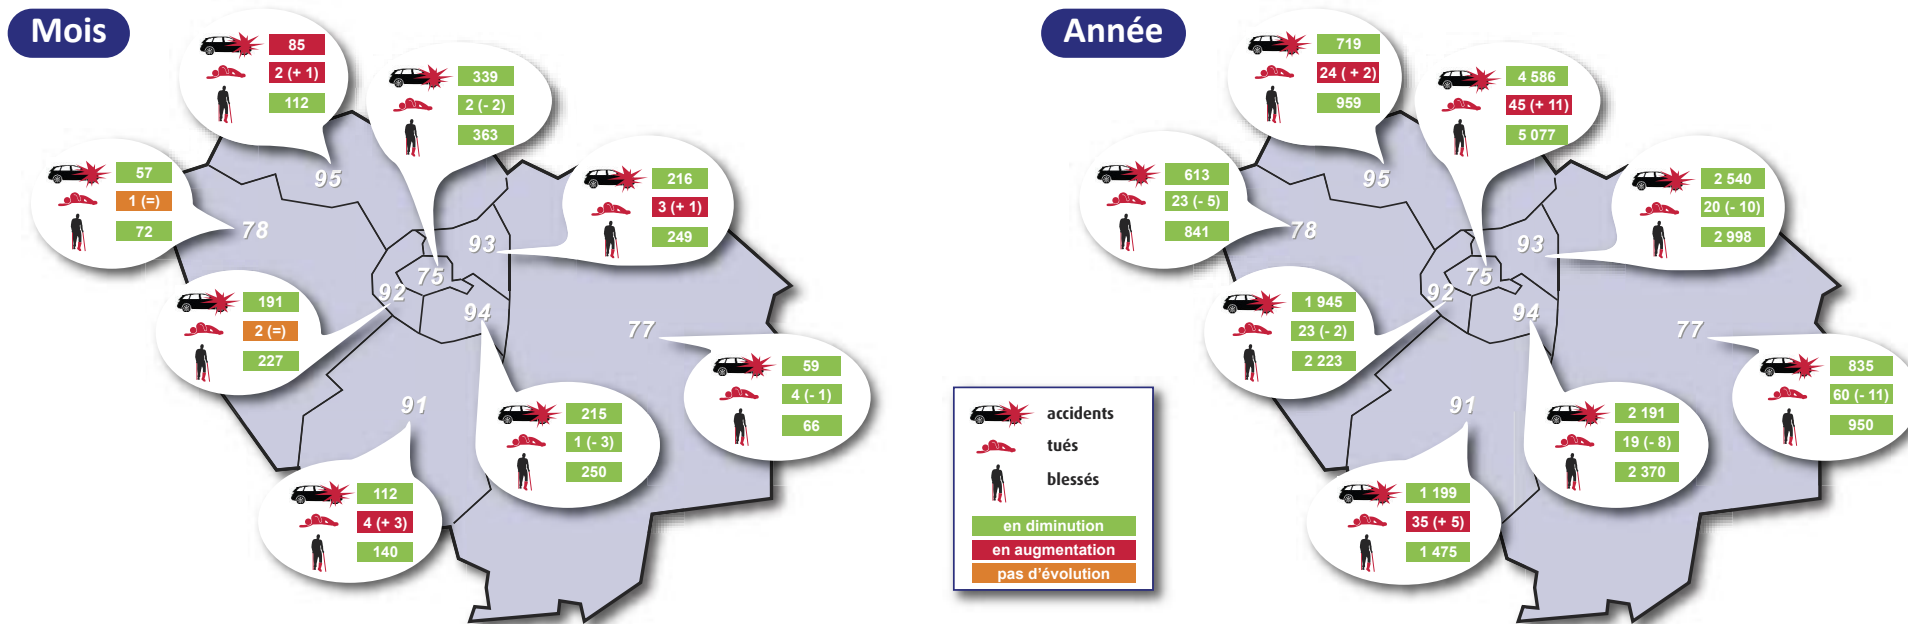 Mois
85
2 (+ 1)
112
339
2 (- 2)
363
57
1 (=)
72
216
3 (+ 1)
249
191
2 (=)
227
59
4 (- 1)
66
215
1 (- 3)
250
112
4 (+ 3)
140
95
78
93
75
92
94
77
91
accidents
tués
blessés
en diminution
en augmentation
pas d'évolution
Année
719
24 ( + 2)
959
4 586
45 (+ 11)
5 077
613
23 (- 5)
841
2 540
20 (- 10)
2 998
1 945
23 (- 2)
2 223
835
60 (- 11)
950
2 191
19 (- 8)
2 370
1 199
35 (+ 5)
1 475
95
78
93
75
92
94
77
91